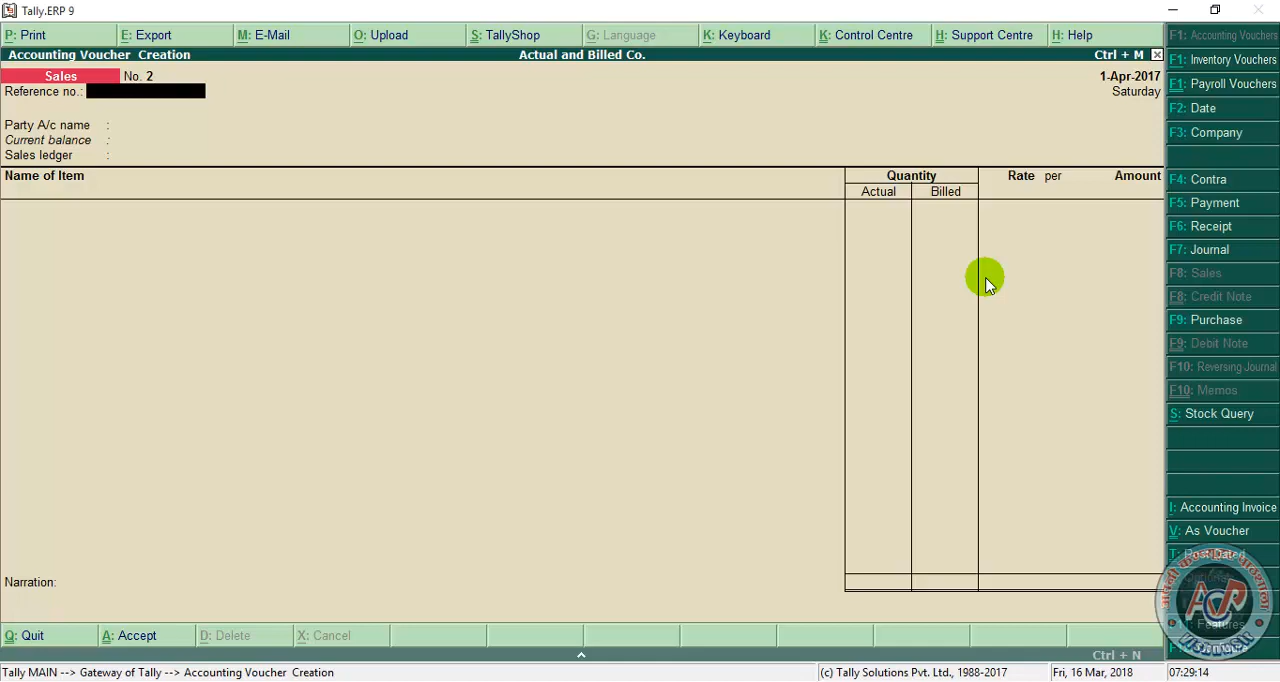 Tally.ERP 9
P: Print E: Export M: E-Mail O: Upload S: TallyShop G: Language K: Keyboard K: Control Centre H: Support Centre H: Help
Accounting Voucher Creation Actual and Billed Co. Ctrl + M
Sales No. 2 1-Apr-2017
Reference no.: Saturday
Party A/c name :
Current balance :
Sales ledger :
Name of Item Quantity Rate per Amount
Actual Billed
Narration:
F1: Accounting Vouchers
F1: Inventory Vouchers
F1: Payroll Vouchers
F2: Date
F3: Company
F4: Contra
F5: Payment
F6: Receipt
F7: Journal
F8: Sales
F8: Credit Note
F9: Purchase
F9: Debit Note
F10: Reversing Journal
F10: Memos
S: Stock Query
I: Accounting Invoice
V: As Voucher
T: Post-Dated
ACP
Q: Quit A: Accept D: Delete X: Cancel
Ctrl + N
Tally MAIN --> Gateway of Tally --> Accounting Voucher Creation (c) Tally Solutions Pvt. Ltd., 1988-2017 Fri, 16 Mar, 2018 07:29:14